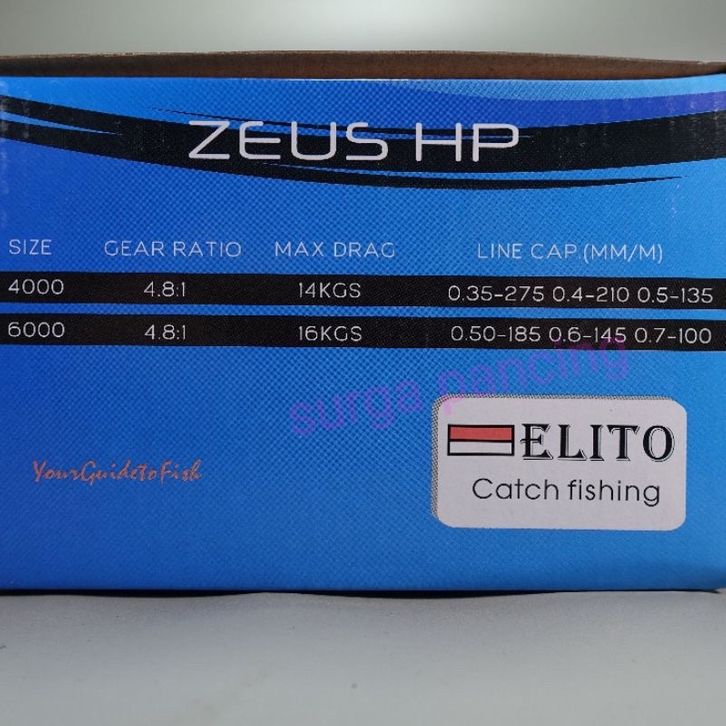 ZEUS HP
SIZE GEAR RATIO MAX DRAG LINE CAP.(MM/M)
4000 4.8:1 14KGS 0.35-275 0.4-210 0.5-135
6000 4.8:1 16KGS 0.50-185 0.6-145 0.7-100
surga pancing
ELITO
Catch fishing
YourGuidetoFish